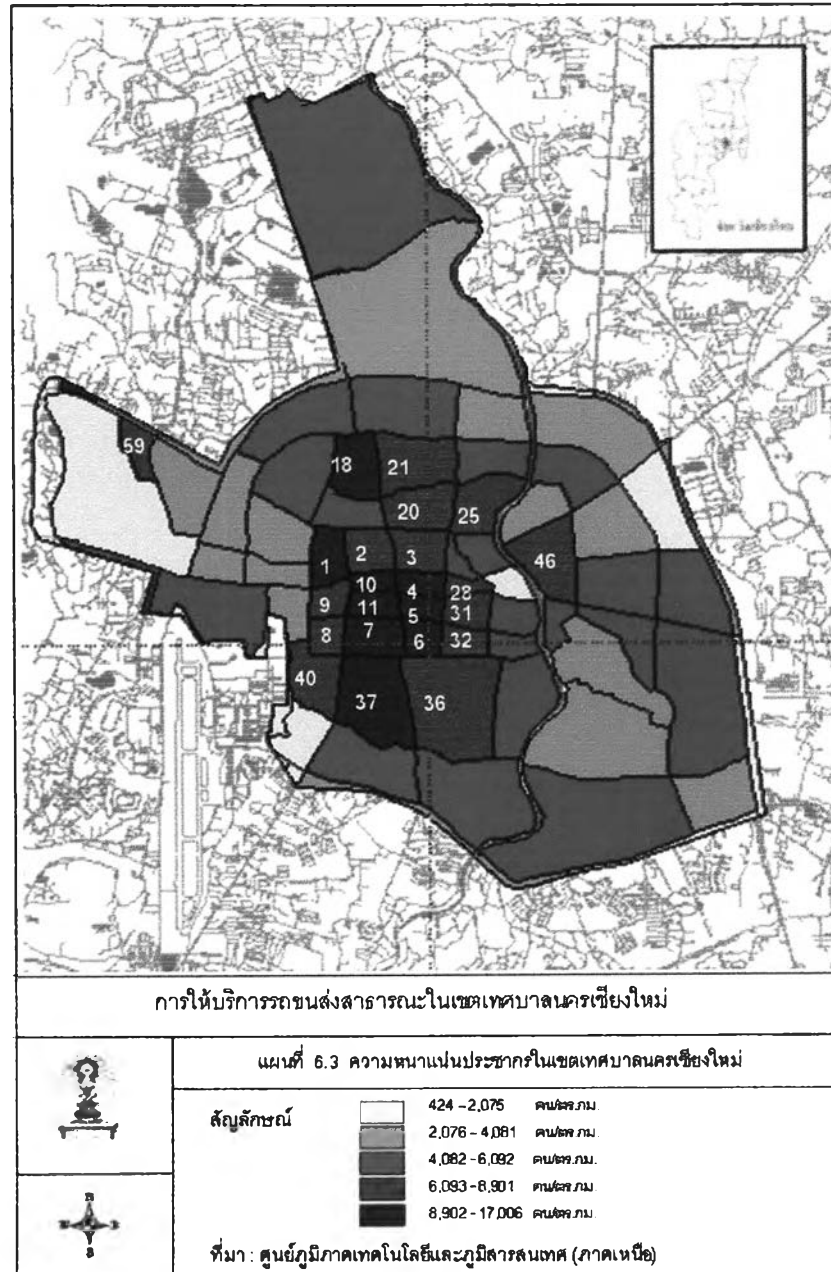 59
18
21
20
25
1
2
3
46
10
4
28
9
11
5
31
8
7
6
32
40
37
36
การให้บริการรถขนส่งสาธารณะในเขตเทศบาลนครเชียงใหม่
แผนที่ 6.3 ความหนาแน่นประชากรในเขตเทศบาลนครเชียงใหม่
สัญลักษณ์
424 - 2,075 คน/ตร.กม.
2,076 - 4,081 คน/ตร.กม.
4,082 - 6,092 คน/ตร.กม.
6,093 - 8,901 คน/ตร.กม.
8,902 - 17,006 คน/ตร.กม.
ที่มา : ศูนย์ภูมิภาคเทคโนโลยีและภูมิสารสนเทศ (ภาคเหนือ)